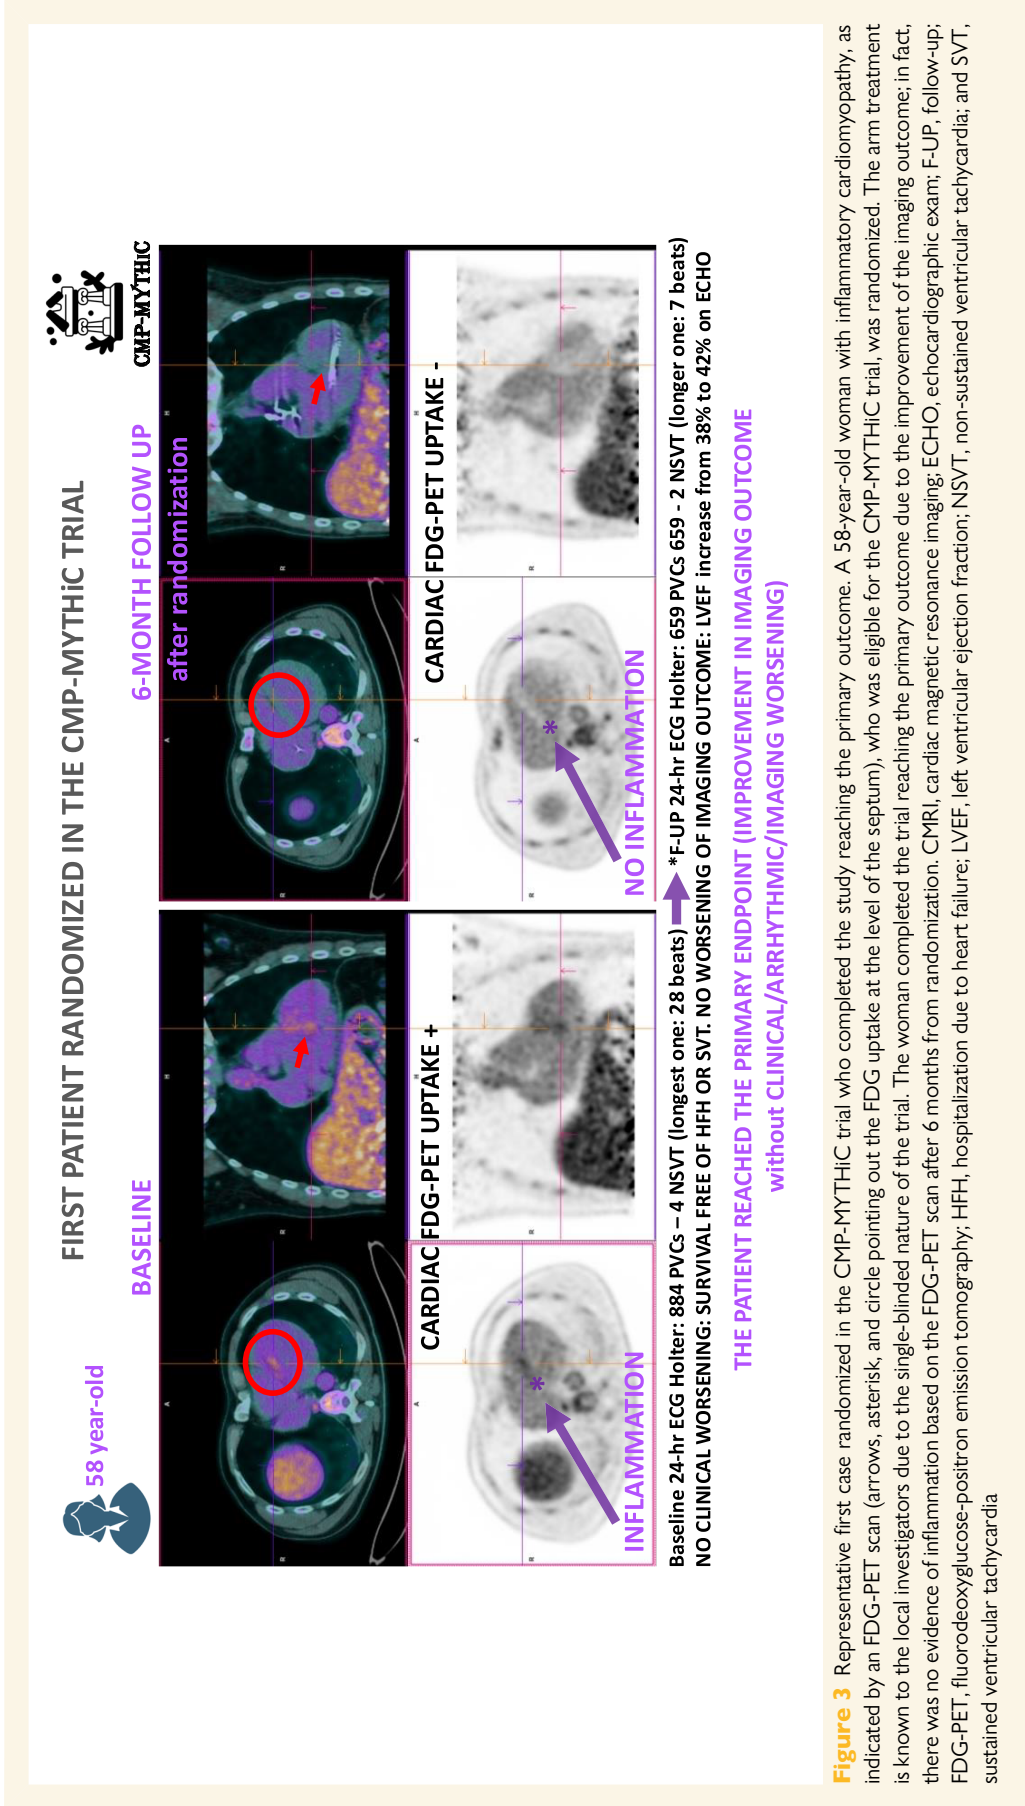 FIRST PATIENT RANDOMIZED IN THE CMP-MYTHiC TRIAL
58 year-old
CMP-MYTHiC
BASELINE
6-MONTH FOLLOW UP
after randomization
CARDIAC FDG-PET UPTAKE +
CARDIAC FDG-PET UPTAKE -
R
A
R
H
R
A
R
H
R
A
R
H
R
A
R
H
*
*
INFLAMMATION
NO INFLAMMATION
Baseline 24-hr ECG Holter: 884 PVCs – 4 NSVT (longest one: 28 beats) *F-UP 24-hr ECG Holter: 659 PVCs 659 - 2 NSVT (longer one: 7 beats)
NO CLINICAL WORSENING: SURVIVAL FREE OF HFH OR SVT. NO WORSENING OF IMAGING OUTCOME: LVEF increase from 38% to 42% on ECHO
THE PATIENT REACHED THE PRIMARY ENDPOINT (IMPROVEMENT IN IMAGING OUTCOME
without CLINICAL/ARRHYTHMIC/IMAGING WORSENING)
Figure 3 Representative first case randomized in the CMP-MYTHiC trial who completed the study reaching the primary outcome. A 58-year-old woman with inflammatory cardiomyopathy, as
indicated by an FDG-PET scan (arrows, asterisk, and circle pointing out the FDG uptake at the level of the septum), who was eligible for the CMP-MYTHiC trial, was randomized. The arm treatment
is known to the local investigators due to the single-blinded nature of the trial. The woman completed the trial reaching the primary outcome due to the improvement of the imaging outcome; in fact,
there was no evidence of inflammation based on the FDG-PET scan after 6 months from randomization. CMRI, cardiac magnetic resonance imaging; ECHO, echocardiographic exam; F-UP, follow-up;
FDG-PET, fluorodeoxyglucose-positron emission tomography; HFH, hospitalization due to heart failure; LVEF, left ventricular ejection fraction; NSVT, non-sustained ventricular tachycardia; and SVT,
sustained ventricular tachycardia